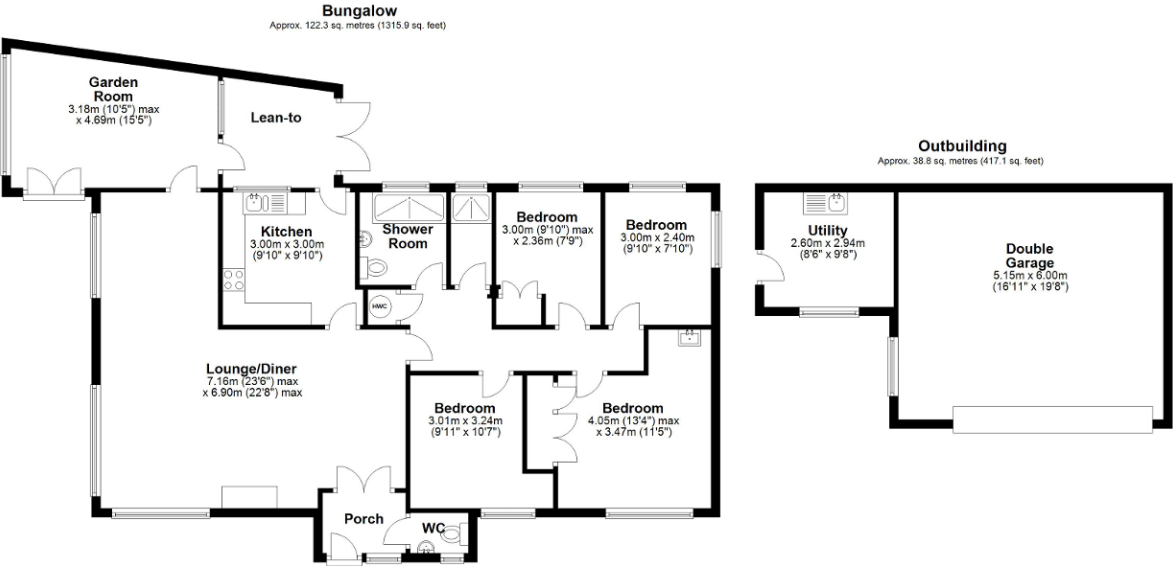 Bungalow
Approx. 122.3 sq. metres (1315.9 sq. feet)
Garden
Room
3.18m (10'5") max
x 4.69m (15'5")
Lean-to
Kitchen
3.00m x 3.00m
(9'10" x 9'10")
Shower
Room
Bedroom
3.00m (9'10") max
x 2.36m (7'9")
Bedroom
3.00m x 2.40m
(9'10" x 7'10")
HWC
Lounge/Diner
7.16m (23'6") max
x 6.90m (22'8") max
Bedroom
3.01m x 3.24m
(9'11" x 10'7")
Bedroom
4.05m (13'4") max
x 3.47m (11'5")
Porch
WC
Outbuilding
Approx. 38.8 sq. metres (417.1 sq. feet)
Utility
2.60m x 2.94m
(8'6" x 9'8")
Double
Garage
5.15m x 6.00m
(16'11" x 19'8")